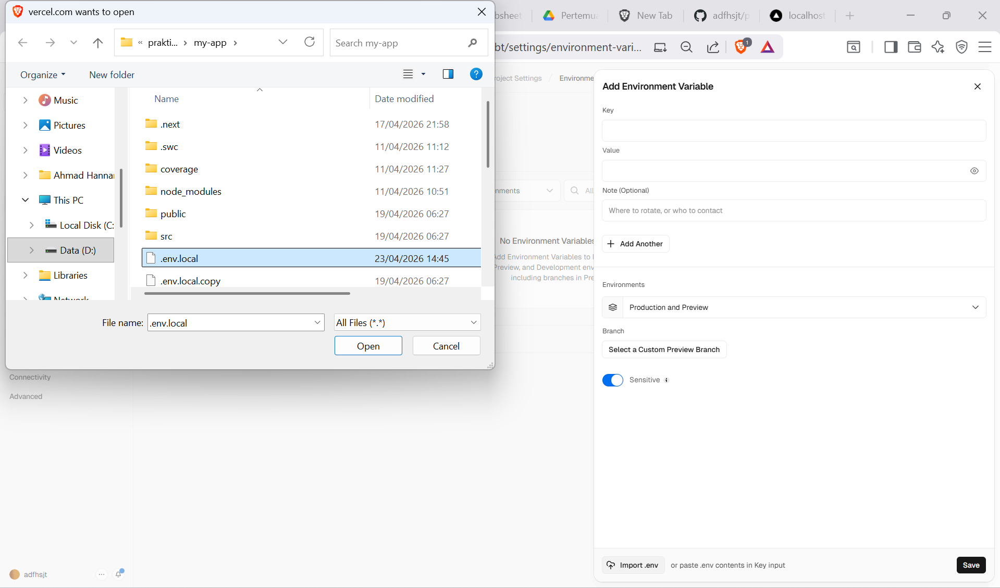 vercel.com wants to open
Pertemua
New Tab
adfhsjt/p
localhost
« prakti... › my-app ›
Search my-app
bt/settings/environment-vari...
1
Organize
New folder
?
Name
Date modified
Music
Pictures
Videos
Ahmad Hannan
This PC
Local Disk (C:
Data (D:)
Libraries
Network
.next 17/04/2026 21:58
.swc 11/04/2026 11:12
coverage 11/04/2026 11:27
node_modules 11/04/2026 10:51
public 19/04/2026 06:27
src 19/04/2026 06:27
.env.local 23/04/2026 14:45
.env.local.copy 19/04/2026 06:27
File name: .env.local
All Files (*.*)
Open
Cancel
Connectivity
Advanced
adfhsjt
oject Settings / Environme
nments
All
No Environment Variables
Add Environment Variables to
Preview, and Development env
including branches in Pre
Add Environment Variable
Key
Value
Note (Optional)
Where to rotate, or who to contact
Add Another
Environments
Production and Preview
Branch
Select a Custom Preview Branch
Sensitive
Import .env
or paste .env contents in Key input
Save